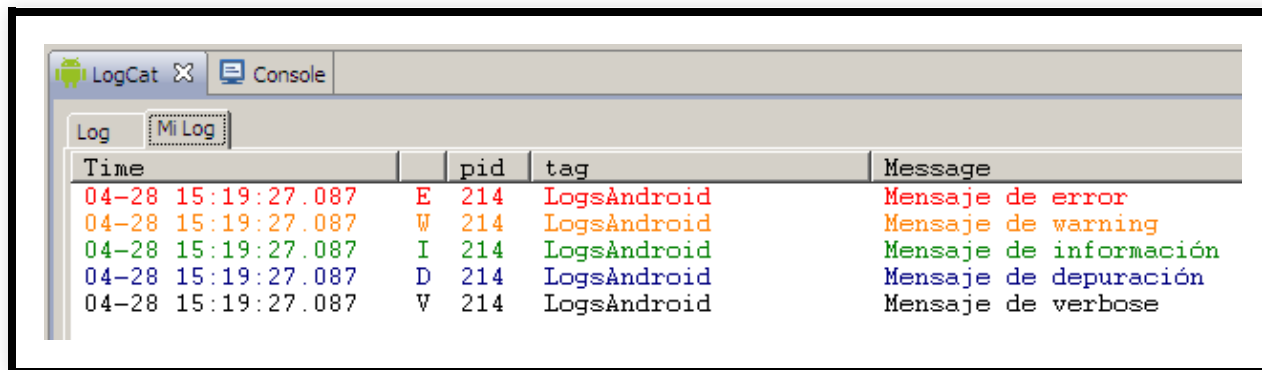 LogCat Console
Log Mi Log
Time pid tag Message
04-28 15:19:27.087 E 214 LogsAndroid Mensaje de error
04-28 15:19:27.087 W 214 LogsAndroid Mensaje de warning
04-28 15:19:27.087 I 214 LogsAndroid Mensaje de información
04-28 15:19:27.087 D 214 LogsAndroid Mensaje de depuración
04-28 15:19:27.087 V 214 LogsAndroid Mensaje de verbose